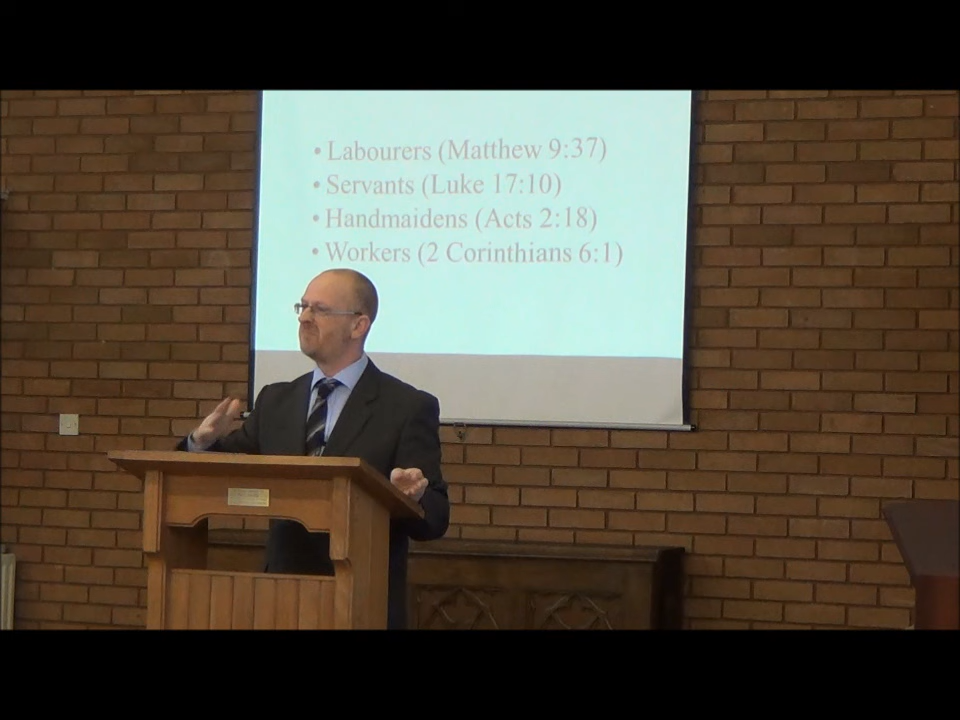 • Labourers (Matthew 9:37)
• Servants (Luke 17:10)
• Handmaidens (Acts 2:18)
• Workers (2 Corinthians 6:1)